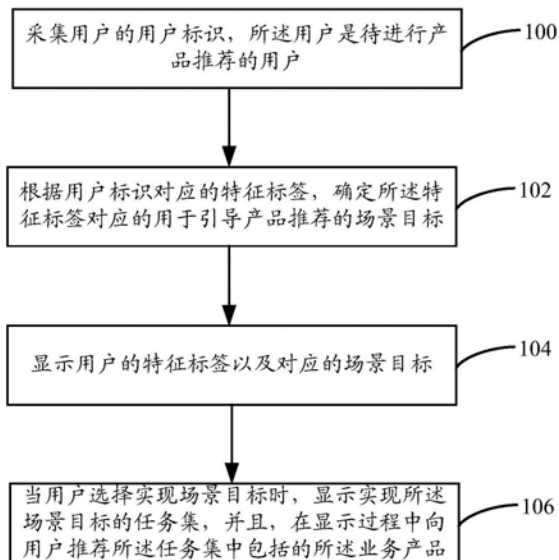 采集用户的用户标识，所述用户是待进行产
品推荐的用户
100
根据用户标识对应的特征标签，确定所述特
征标签对应的用于引导产品推荐的场景目标
102
显示用户的特征标签以及对应的场景目标
104
当用户选择实现场景目标时，显示实现所述
场景目标的任务集，并且，在显示过程中向
用户推荐所述任务集中包括的所述业务产品
106